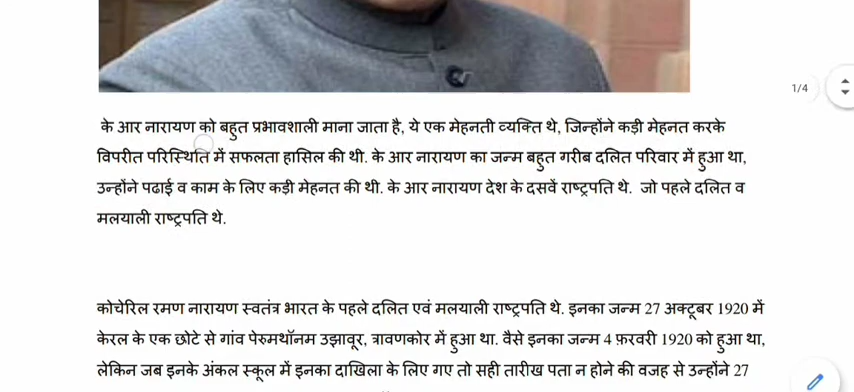 1/4
के आर नारायण को बहुत प्रभावशाली माना जाता है, ये एक मेहनती व्यक्ति थे, जिन्होंने कड़ी मेहनत करके
विपरीत परिस्थिति में सफलता हासिल की थी. के आर नारायण का जन्म बहुत गरीब दलित परिवार में हुआ था,
उन्होंने पढाई व काम के लिए कड़ी मेहनत की थी. के आर नारायण देश के दसवें राष्ट्रपति थे. जो पहले दलित व
मलयाली राष्ट्रपति थे.
कोचेरिल रमण नारायण स्वतंत्र भारत के पहले दलित एवं मलयाली राष्ट्रपति थे. इनका जन्म 27 अक्टूबर 1920 में
केरल के एक छोटे से गांव पेरुमथॉनम उझावूर, त्रावणकोर में हुआ था. वैसे इनका जन्म 4 फ़रवरी 1920 को हुआ था,
लेकिन जब इनके अंकल स्कूल में इनका दाखिला के लिए गए तो सही तारीख पता न होने की वजह से उन्होंने 27